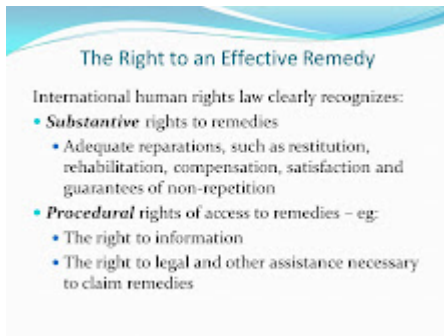 The Right to an Effective Remedy
International human rights law clearly recognizes:
• Substantive rights to remedies
• Adequate reparations, such as restitution,
rehabilitation, compensation, satisfaction and
guarantees of non-repetition
• Procedural rights of access to remedies – eg:
• The right to information
• The right to legal and other assistance necessary
to claim remedies